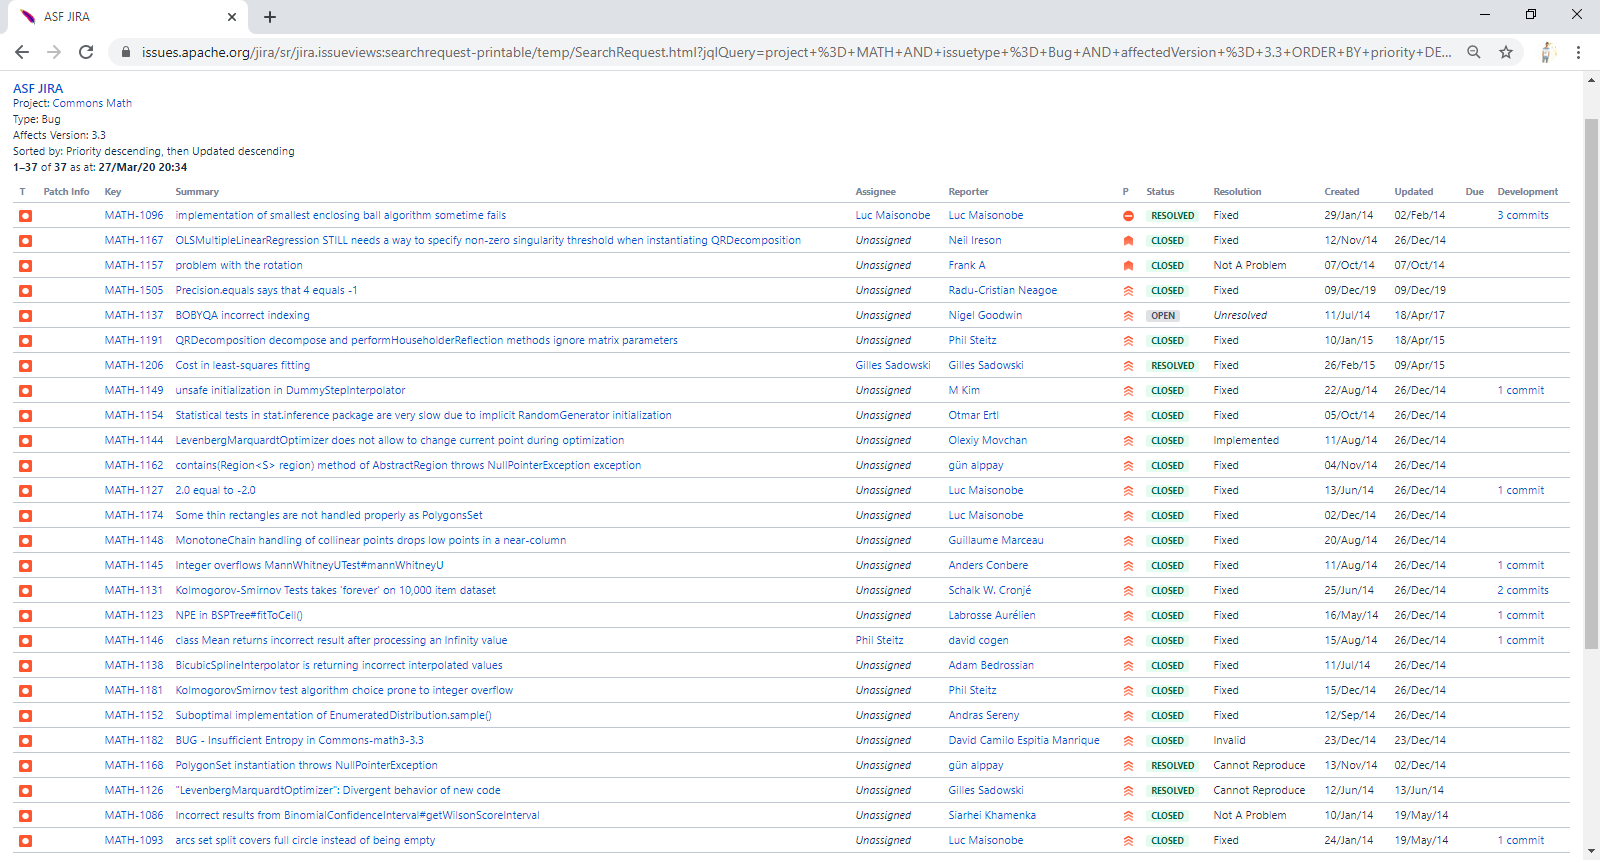 ASF JIRA
issues.apache.org/jira/sr/jira.issueviews:searchrequest-printable/temp/SearchRequest.html?jqlQuery=project+%3D+MATH+AND+issuetype+%3D+Bug+AND+affectedVersion+%3D+3.3+ORDER+BY+priority+DE...
ASF JIRA
Project: Commons Math
Type: Bug
Affects Version: 3.3
Sorted by: Priority descending, then Updated descending
1–37 of 37 as at: 27/Mar/20 20:34
T Patch Info Key Summary Assignee Reporter P Status Resolution Created Updated Due Development
MATH-1096 implementation of smallest enclosing ball algorithm sometime fails Luc Maisonobe Luc Maisonobe RESOLVED Fixed 29/Jan/14 02/Feb/14 3 commits
MATH-1167 OLSMultipleLinearRegression STILL needs a way to specify non-zero singularity threshold when instantiating QRDecomposition Unassigned Neil Ireson CLOSED Fixed 12/Nov/14 26/Dec/14
MATH-1157 problem with the rotation Unassigned Frank A CLOSED Not A Problem 07/Oct/14 07/Oct/14
MATH-1505 Precision.equals says that 4 equals -1 Unassigned Radu-Cristian Neagoe CLOSED Fixed 09/Dec/19 09/Dec/19
MATH-1137 BOBYQA incorrect indexing Unassigned Nigel Goodwin OPEN Unresolved 11/Jul/14 18/Apr/17
MATH-1191 QRDecomposition decompose and performHouseholderReflection methods ignore matrix parameters Unassigned Phil Steitz CLOSED Fixed 10/Jan/15 18/Apr/15
MATH-1206 Cost in least-squares fitting Gilles Sadowski Gilles Sadowski RESOLVED Fixed 26/Feb/15 09/Apr/15
MATH-1149 unsafe initialization in DummyStepInterpolator Unassigned M Kim CLOSED Fixed 22/Aug/14 26/Dec/14 1 commit
MATH-1154 Statistical tests in stat.inference package are very slow due to implicit RandomGenerator initialization Unassigned Otmar Ertl CLOSED Fixed 05/Oct/14 26/Dec/14
MATH-1144 LevenbergMarquardtOptimizer does not allow to change current point during optimization Unassigned Olexiy Movchan CLOSED Implemented 11/Aug/14 26/Dec/14
MATH-1162 contains(Region<S> region) method of AbstractRegion throws NullPointerException exception Unassigned gün alppay CLOSED Fixed 04/Nov/14 26/Dec/14
MATH-1127 2.0 equal to -2.0 Unassigned Luc Maisonobe CLOSED Fixed 13/Jun/14 26/Dec/14 1 commit
MATH-1174 Some thin rectangles are not handled properly as PolygonsSet Unassigned Luc Maisonobe CLOSED Fixed 02/Dec/14 26/Dec/14
MATH-1148 MonotoneChain handling of collinear points drops low points in a near-column Unassigned Guillaume Marceau CLOSED Fixed 20/Aug/14 26/Dec/14
MATH-1145 Integer overflows MannWhitneyUTest#mannWhitneyU Unassigned Anders Conbere CLOSED Fixed 11/Aug/14 26/Dec/14 1 commit
MATH-1131 Kolmogorov-Smirnov Tests takes 'forever' on 10,000 item dataset Unassigned Schalk W. Cronjé CLOSED Fixed 25/Jun/14 26/Dec/14 2 commits
MATH-1123 NPE in BSPTree#fitToCell() Unassigned Labrosse Aurélien CLOSED Fixed 16/May/14 26/Dec/14 1 commit
MATH-1146 class Mean returns incorrect result after processing an Infinity value Phil Steitz david cogen CLOSED Fixed 15/Aug/14 26/Dec/14 1 commit
MATH-1138 BicubicSplineInterpolator is returning incorrect interpolated values Unassigned Adam Bedrossian CLOSED Fixed 11/Jul/14 26/Dec/14
MATH-1181 KolmogorovSmirnov test algorithm choice prone to integer overflow Unassigned Phil Steitz CLOSED Fixed 15/Dec/14 26/Dec/14
MATH-1152 Suboptimal implementation of EnumeratedDistribution.sample() Unassigned Andras Sereny CLOSED Fixed 12/Sep/14 26/Dec/14
MATH-1182 BUG - Insufficient Entropy in Commons-math3-3.3 Unassigned David Camilo Espitia Manrique CLOSED Invalid 23/Dec/14 23/Dec/14
MATH-1168 PolygonSet instantiation throws NullPointerException Unassigned gün alppay RESOLVED Cannot Reproduce 13/Nov/14 02/Dec/14
MATH-1126 "LevenbergMarquardtOptimizer": Divergent behavior of new code Unassigned Gilles Sadowski RESOLVED Cannot Reproduce 12/Jun/14 13/Jun/14
MATH-1086 Incorrect results from BinomialConfidenceInterval#getWilsonScoreInterval Unassigned Siarhei Khamenka CLOSED Not A Problem 10/Jan/14 19/May/14
MATH-1093 arcs set split covers full circle instead of being empty Unassigned Luc Maisonobe CLOSED Fixed 24/Jan/14 19/May/14 1 commit